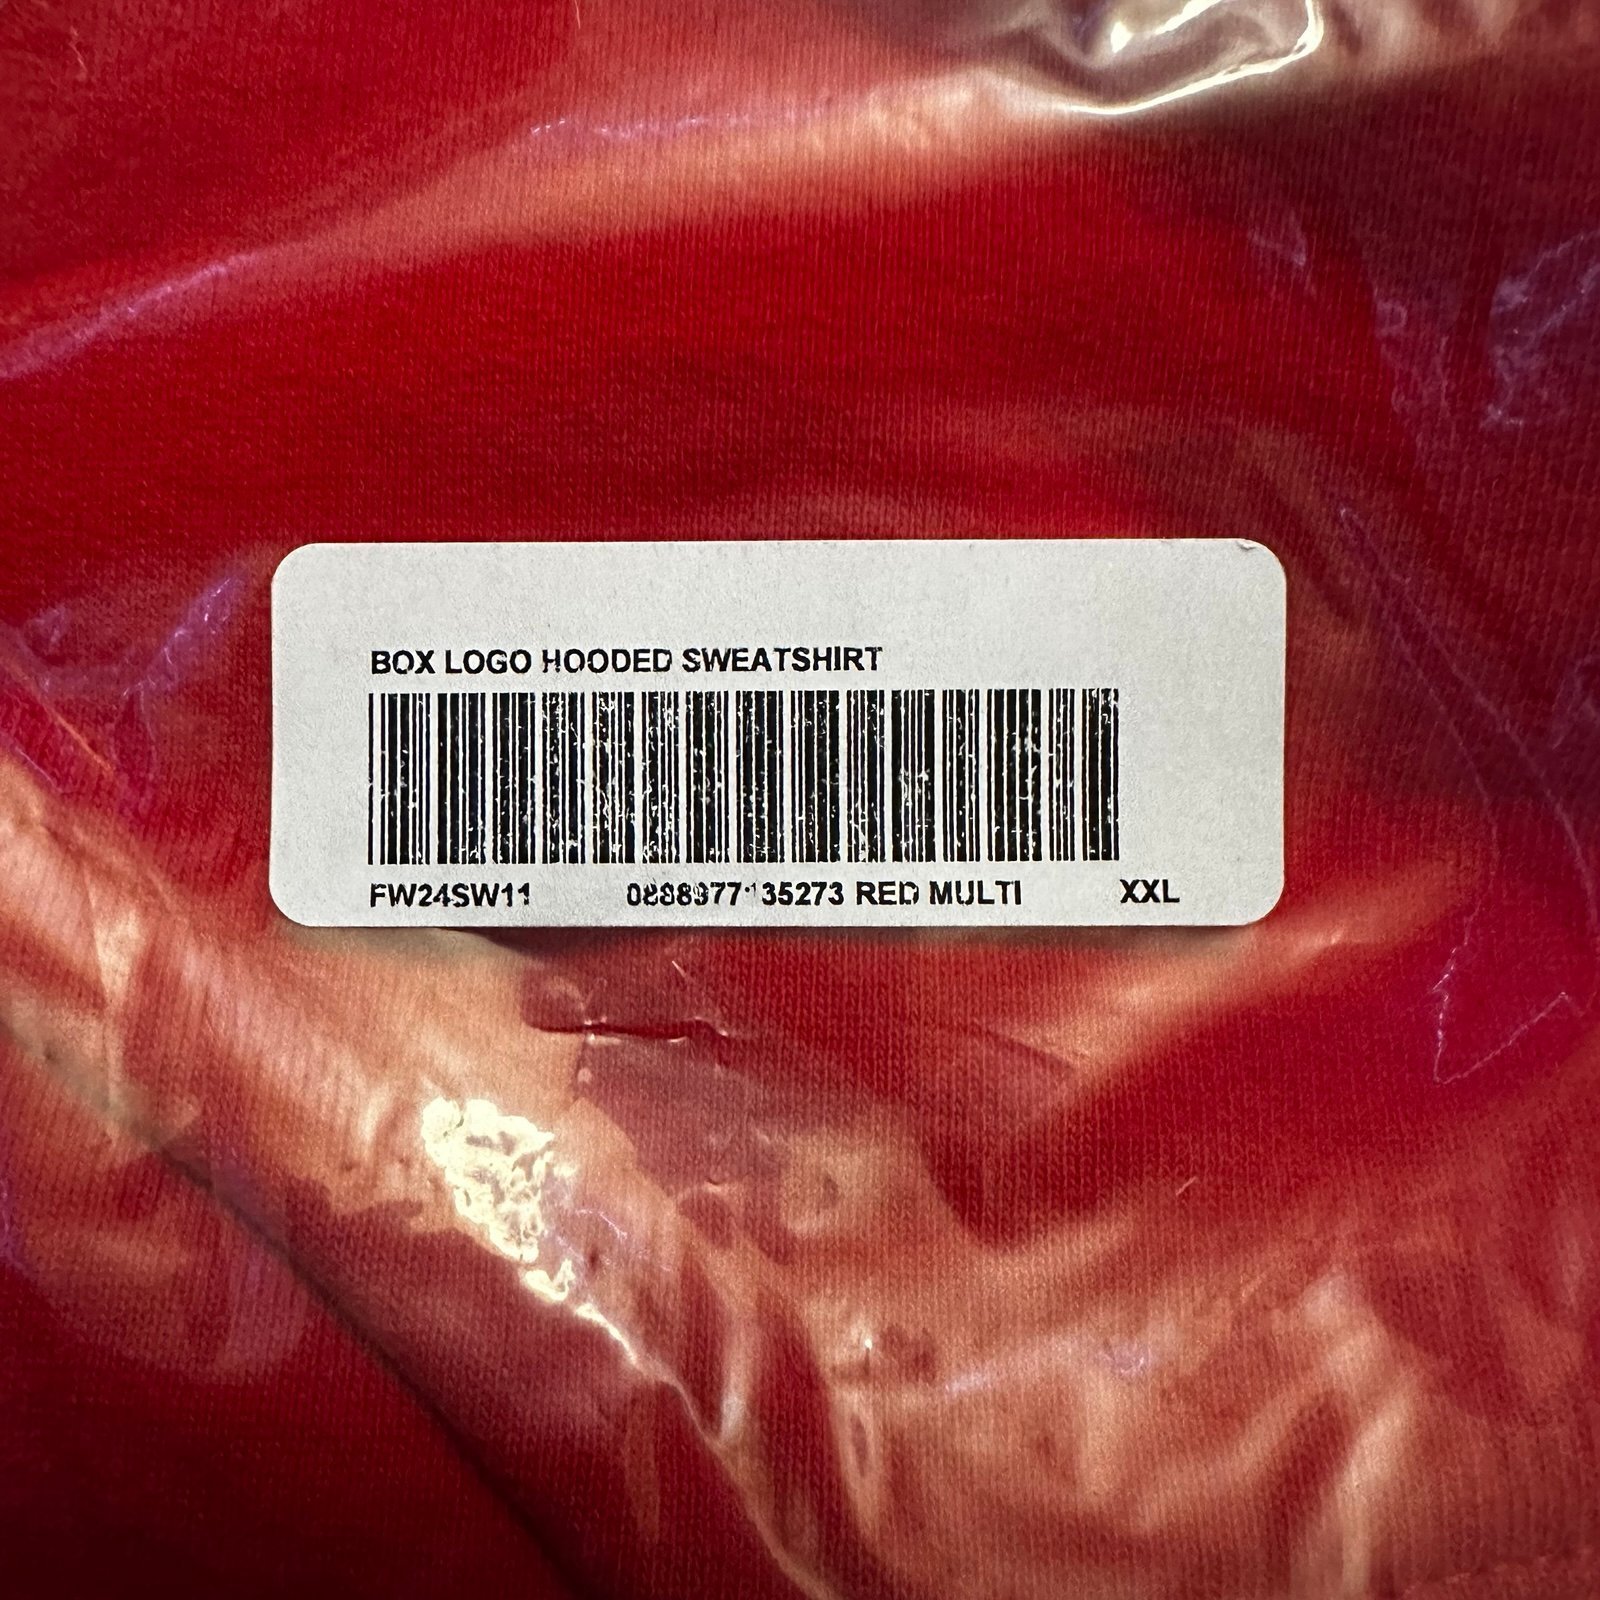 BOX LOGO HOODED SWEATSHIRT
FW24SW11 0888977135273 RED MULTI XXL